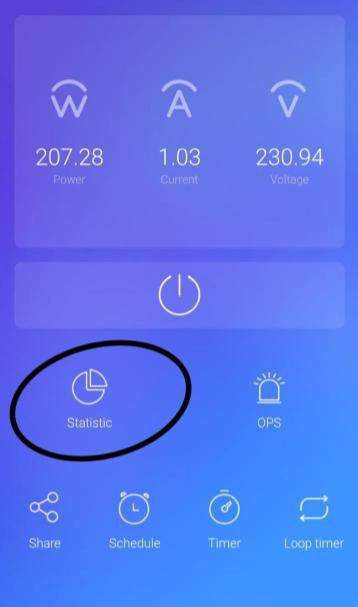 W A V
207.28 1.03 230.94
Power Current Voltage
Statistic OPS
Share Schedule Timer Loop timer